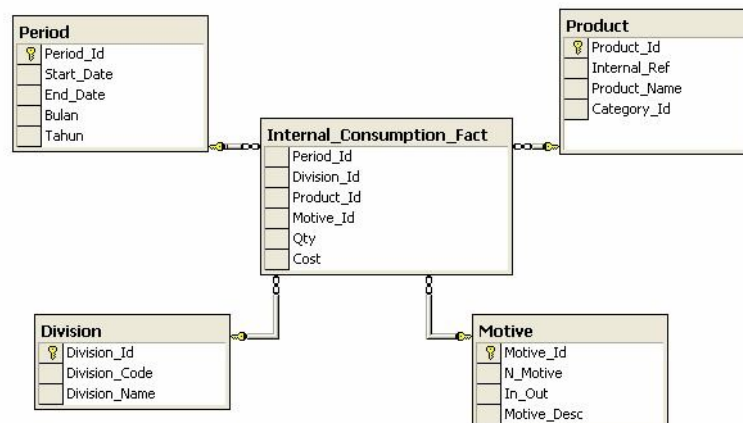 Period
Period_Id
Start_Date
End_Date
Bulan
Tahun
Product
Product_Id
Internal_Ref
Product_Name
Category_Id
Internal_Consumption_Fact
Period_Id
Division_Id
Product_Id
Motive_Id
Qty
Cost
Division
Division_Id
Division_Code
Division_Name
Motive
Motive_Id
N_Motive
In_Out
Motive_Desc